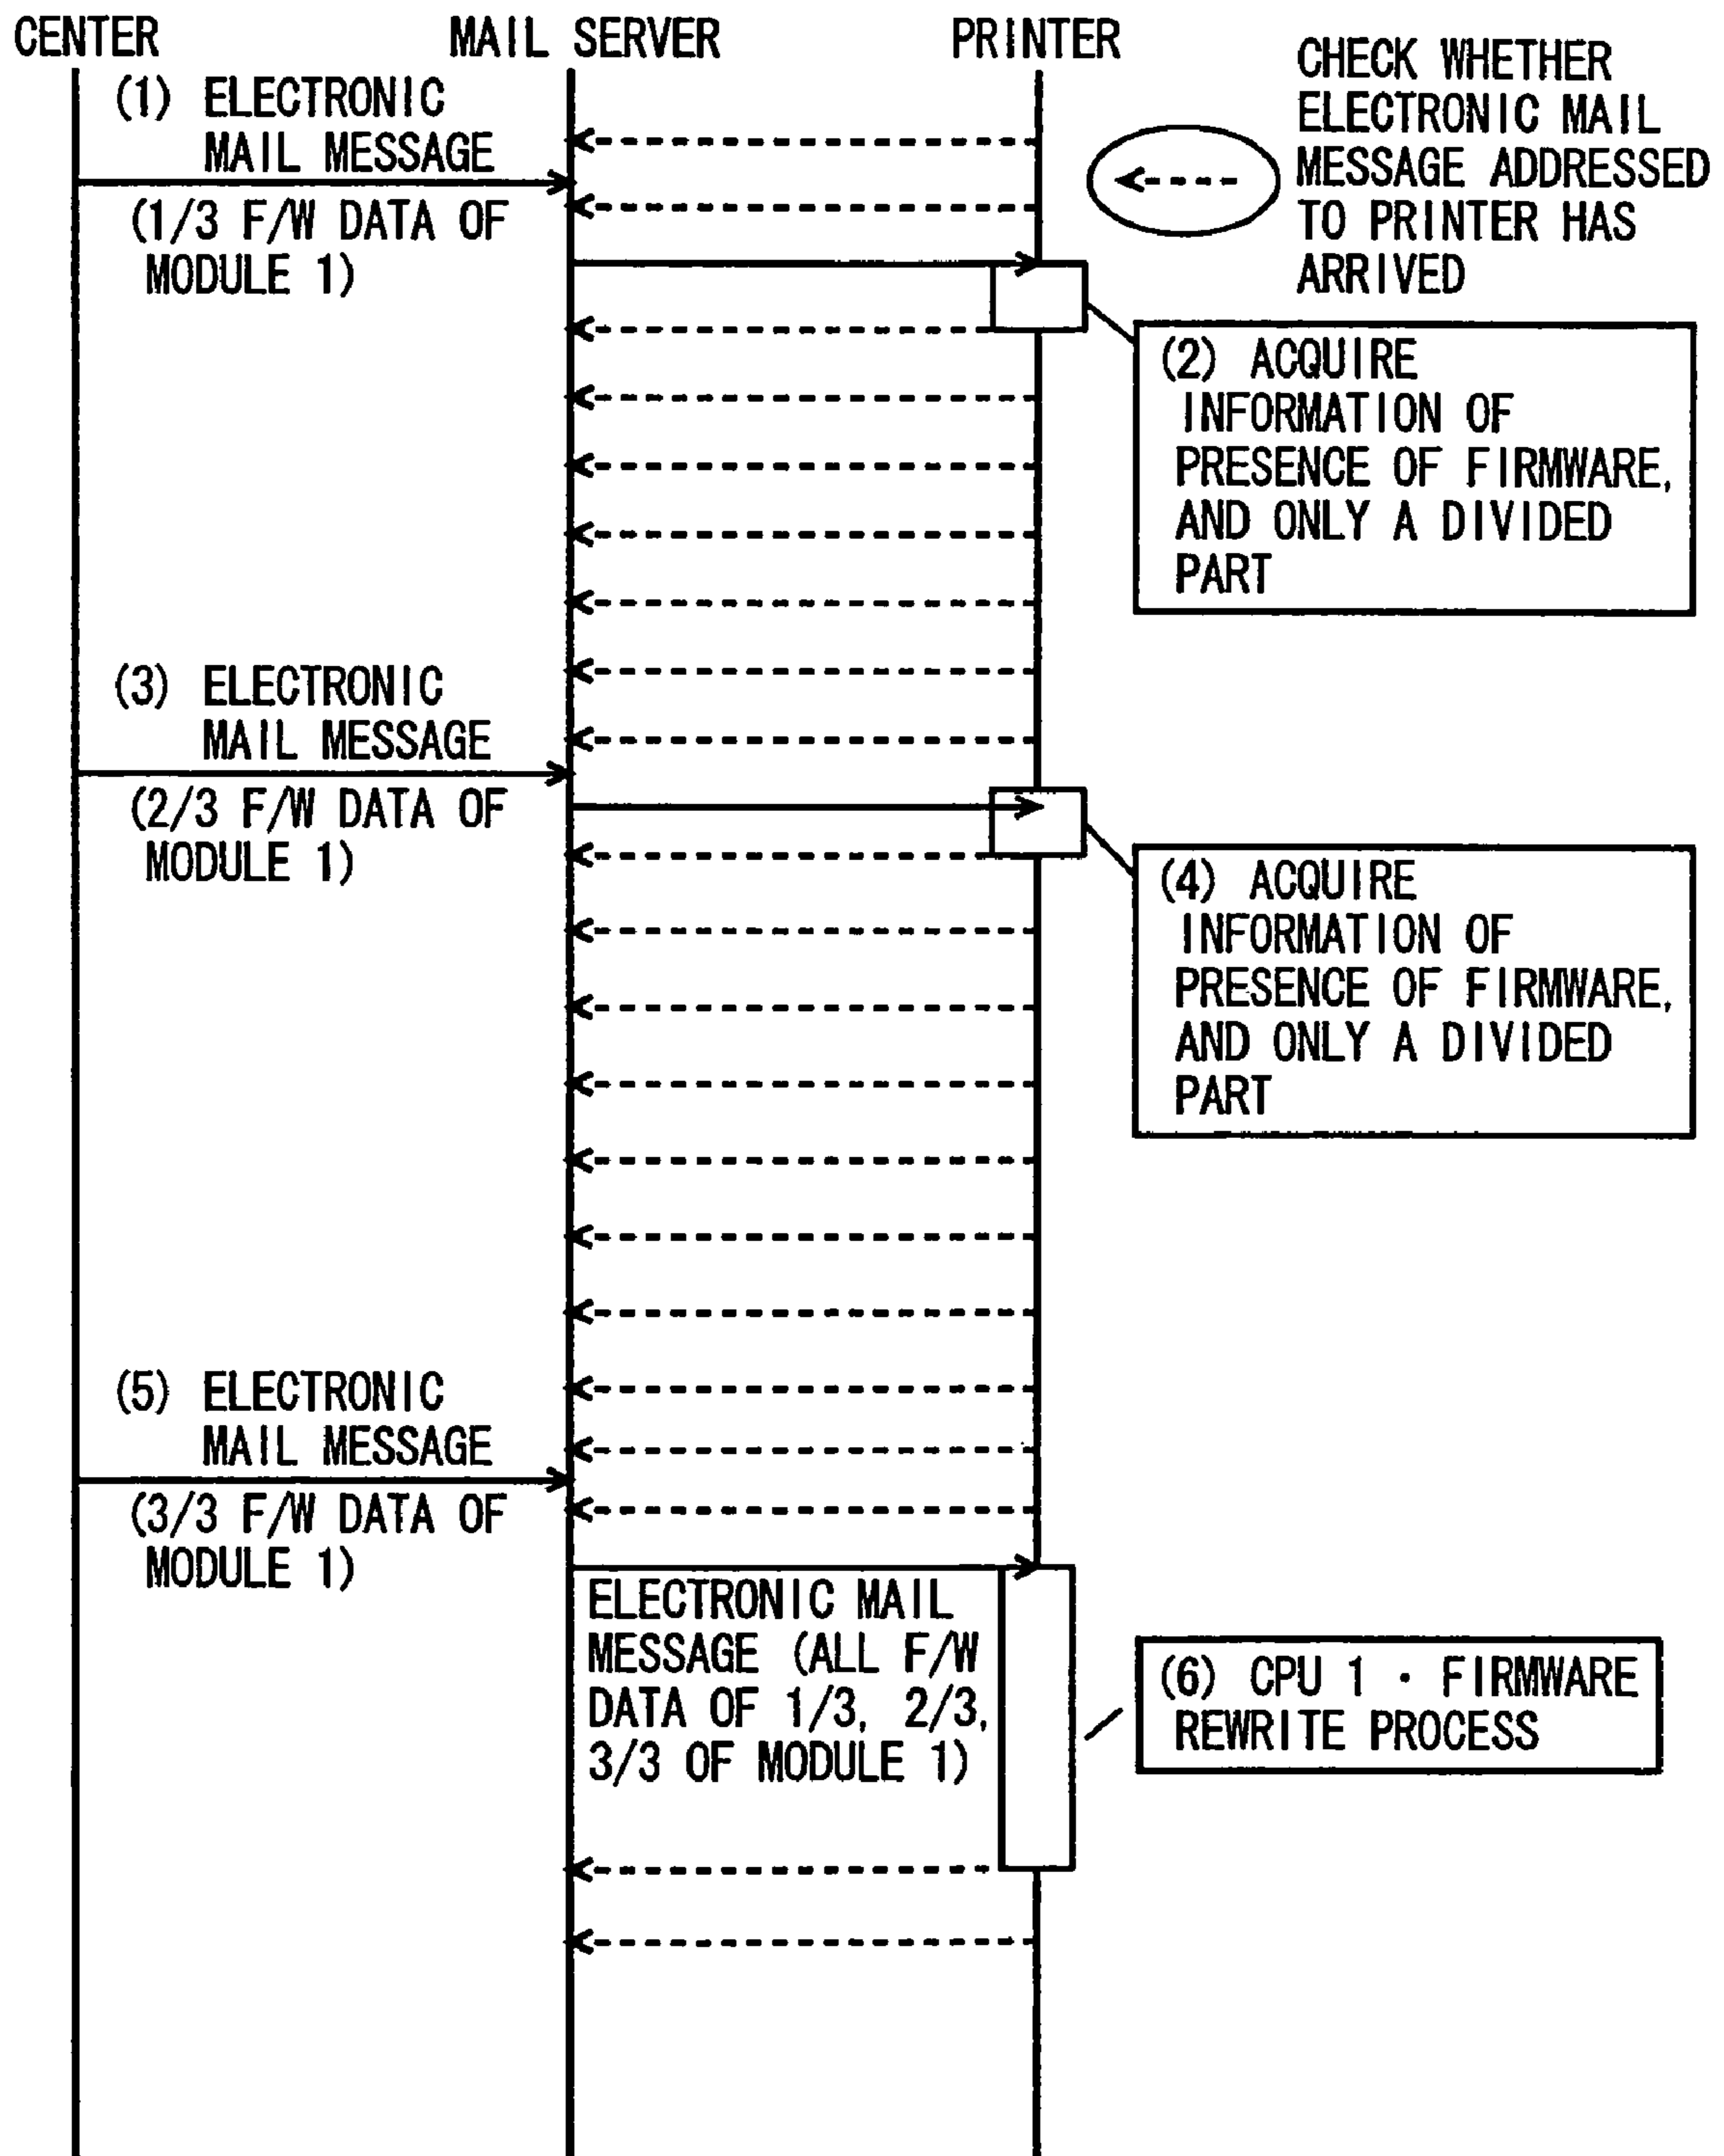 CENTER
MAIL SERVER
PRINTER
CHECK WHETHER
ELECTRONIC MAIL
MESSAGE ADDRESSED
TO PRINTER HAS
ARRIVED
(1) ELECTRONIC
MAIL MESSAGE
(1/3 F/W DATA OF
MODULE 1)
(2) ACQUIRE
INFORMATION OF
PRESENCE OF FIRMWARE,
AND ONLY A DIVIDED
PART
(3) ELECTRONIC
MAIL MESSAGE
(2/3 F/W DATA OF
MODULE 1)
(4) ACQUIRE
INFORMATION OF
PRESENCE OF FIRMWARE,
AND ONLY A DIVIDED
PART
(5) ELECTRONIC
MAIL MESSAGE
(3/3 F/W DATA OF
MODULE 1)
ELECTRONIC MAIL
MESSAGE (ALL F/W
DATA OF 1/3, 2/3,
3/3 OF MODULE 1)
(6) CPU 1 · FIRMWARE
REWRITE PROCESS